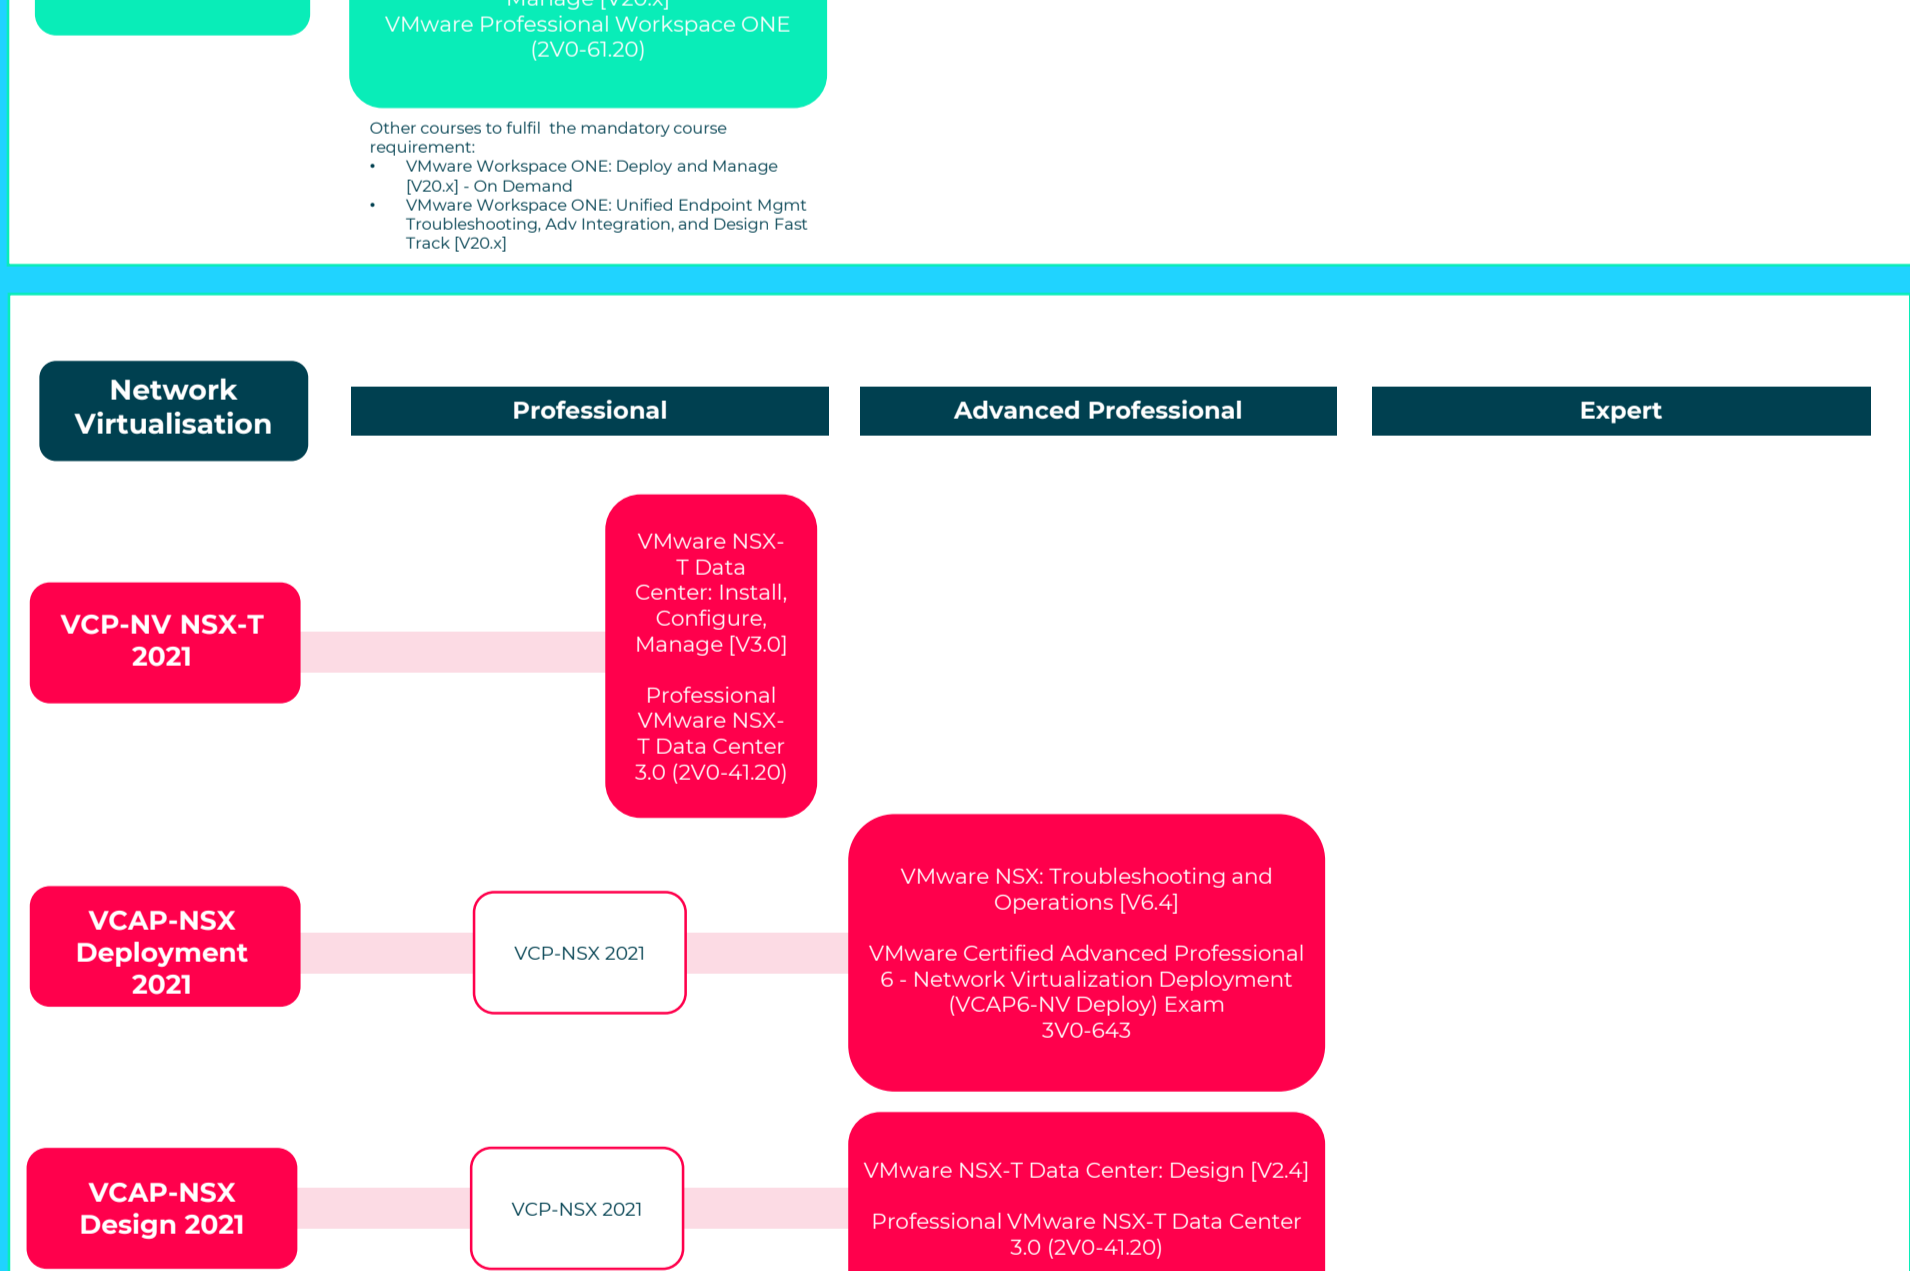 Manage [V20.x]
VMware Professional Workspace ONE
(2V0-61.20)
Other courses to fulfil  the mandatory course
requirement:
• VMware Workspace ONE: Deploy and Manage
[V20.x] - On Demand
• VMware Workspace ONE: Unified Endpoint Mgmt
Troubleshooting, Adv Integration, and Design Fast
Track [V20.x]
Network
Virtualisation
Professional
Advanced Professional
Expert
VCP-NV NSX-T
2021
VMware NSX-
T Data
Center: Install,
Configure,
Manage [V3.0]
Professional
VMware NSX-
T Data Center
3.0 (2V0-41.20)
VCAP-NSX
Deployment
2021
VCP-NSX 2021
VMware NSX: Troubleshooting and
Operations [V6.4]
VMware Certified Advanced Professional
6 - Network Virtualization Deployment
(VCAP6-NV Deploy) Exam
3V0-643
VCAP-NSX
Design 2021
VCP-NSX 2021
VMware NSX-T Data Center: Design [V2.4]
Professional VMware NSX-T Data Center
3.0 (2V0-41.20)